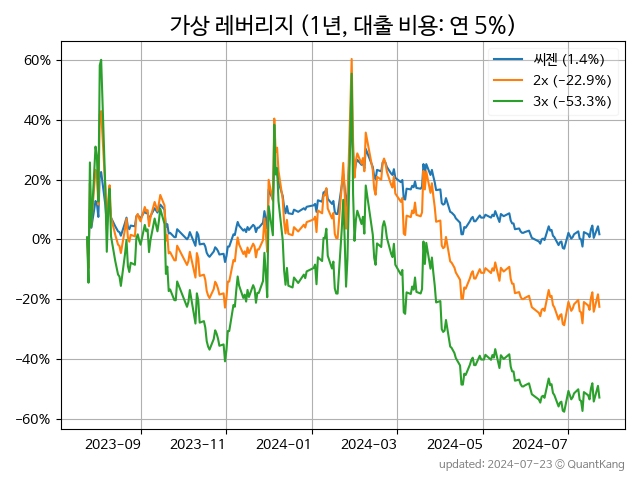 가상 레버리지 (1년, 대출 비용: 연 5%)
씨젠 (1.4%)
2x (−22.9%)
3x (−53.3%)
60%
40%
20%
0%
−20%
−40%
−60%
2023-09
2023-11
2024-01
2024-03
2024-05
2024-07
updated: 2024-07-23 © QuantKang